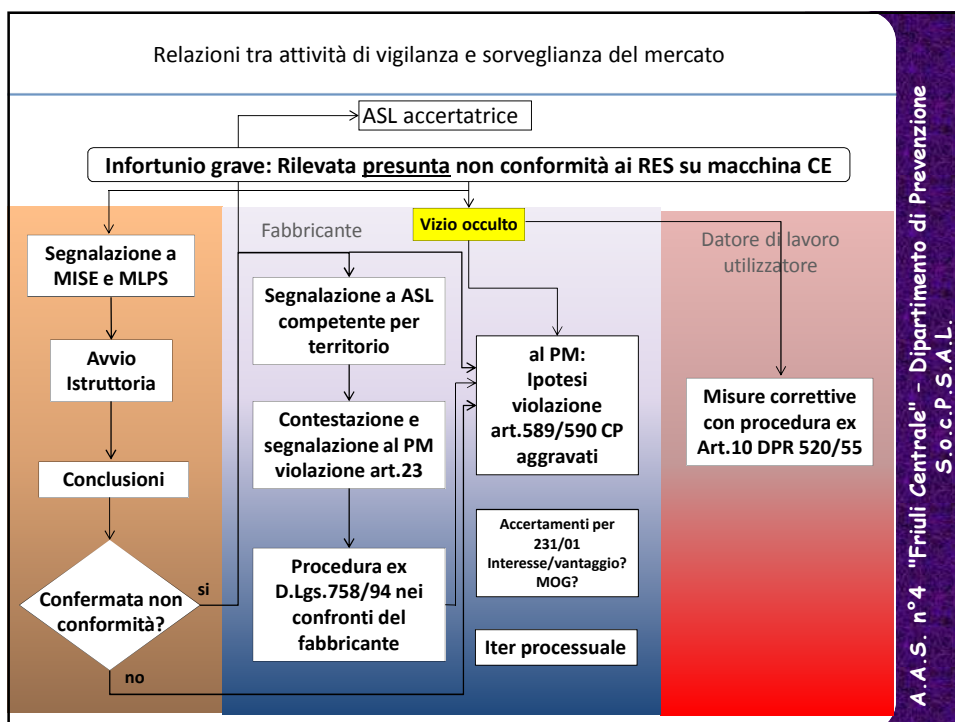 Relazioni tra attività di vigilanza e sorveglianza del mercato
ASL accertatrice
Infortunio grave: Rilevata presunta non conformità ai RES su macchina CE
Segnalazione a
MISE e MLPS
Avvio
Istruttoria
Conclusioni
Confermata non
conformità?
si
no
Fabbricante
Vizio occulto
Segnalazione a ASL
competente per
territorio
Contestazione e
segnalazione al PM
violazione art.23
Procedura ex
D.Lgs.758/94 nei
confronti del
fabbricante
al PM:
Ipotesi
violazione
art.589/590 CP
aggravati
Accertamenti per
231/01
Interesse/vantaggio?
MOG?
Iter processuale
Datore di lavoro
utilizzatore
Misure correttive
con procedura ex
Art.10 DPR 520/55
A.A.S. n°4 "Friuli Centrale" - Dipartimento di Prevenzione
S.o.c.P.S.A.L.